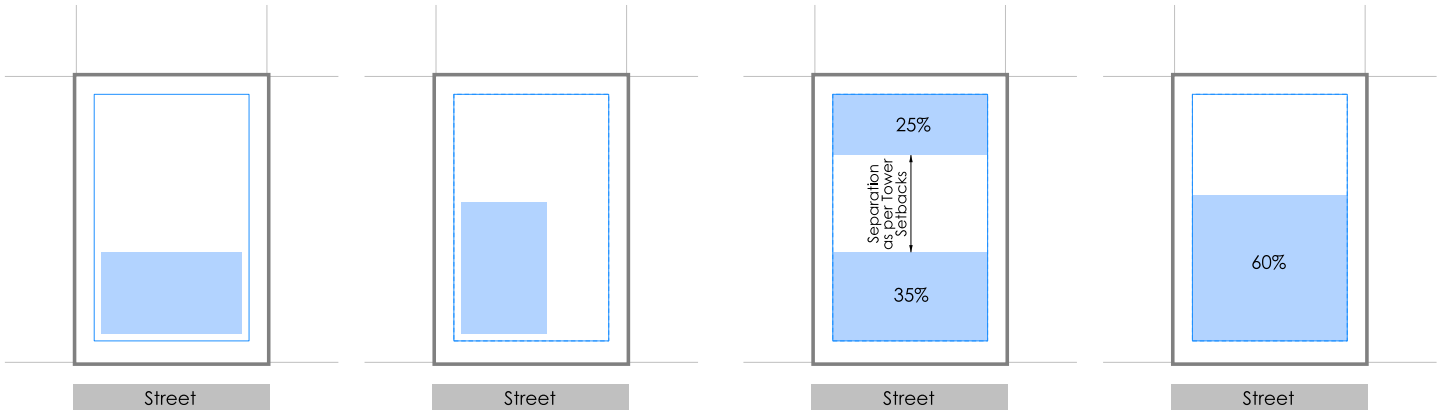 25%
Separation
as per Tower
Setbacks
35%
60%
Street
Street
Street
Street